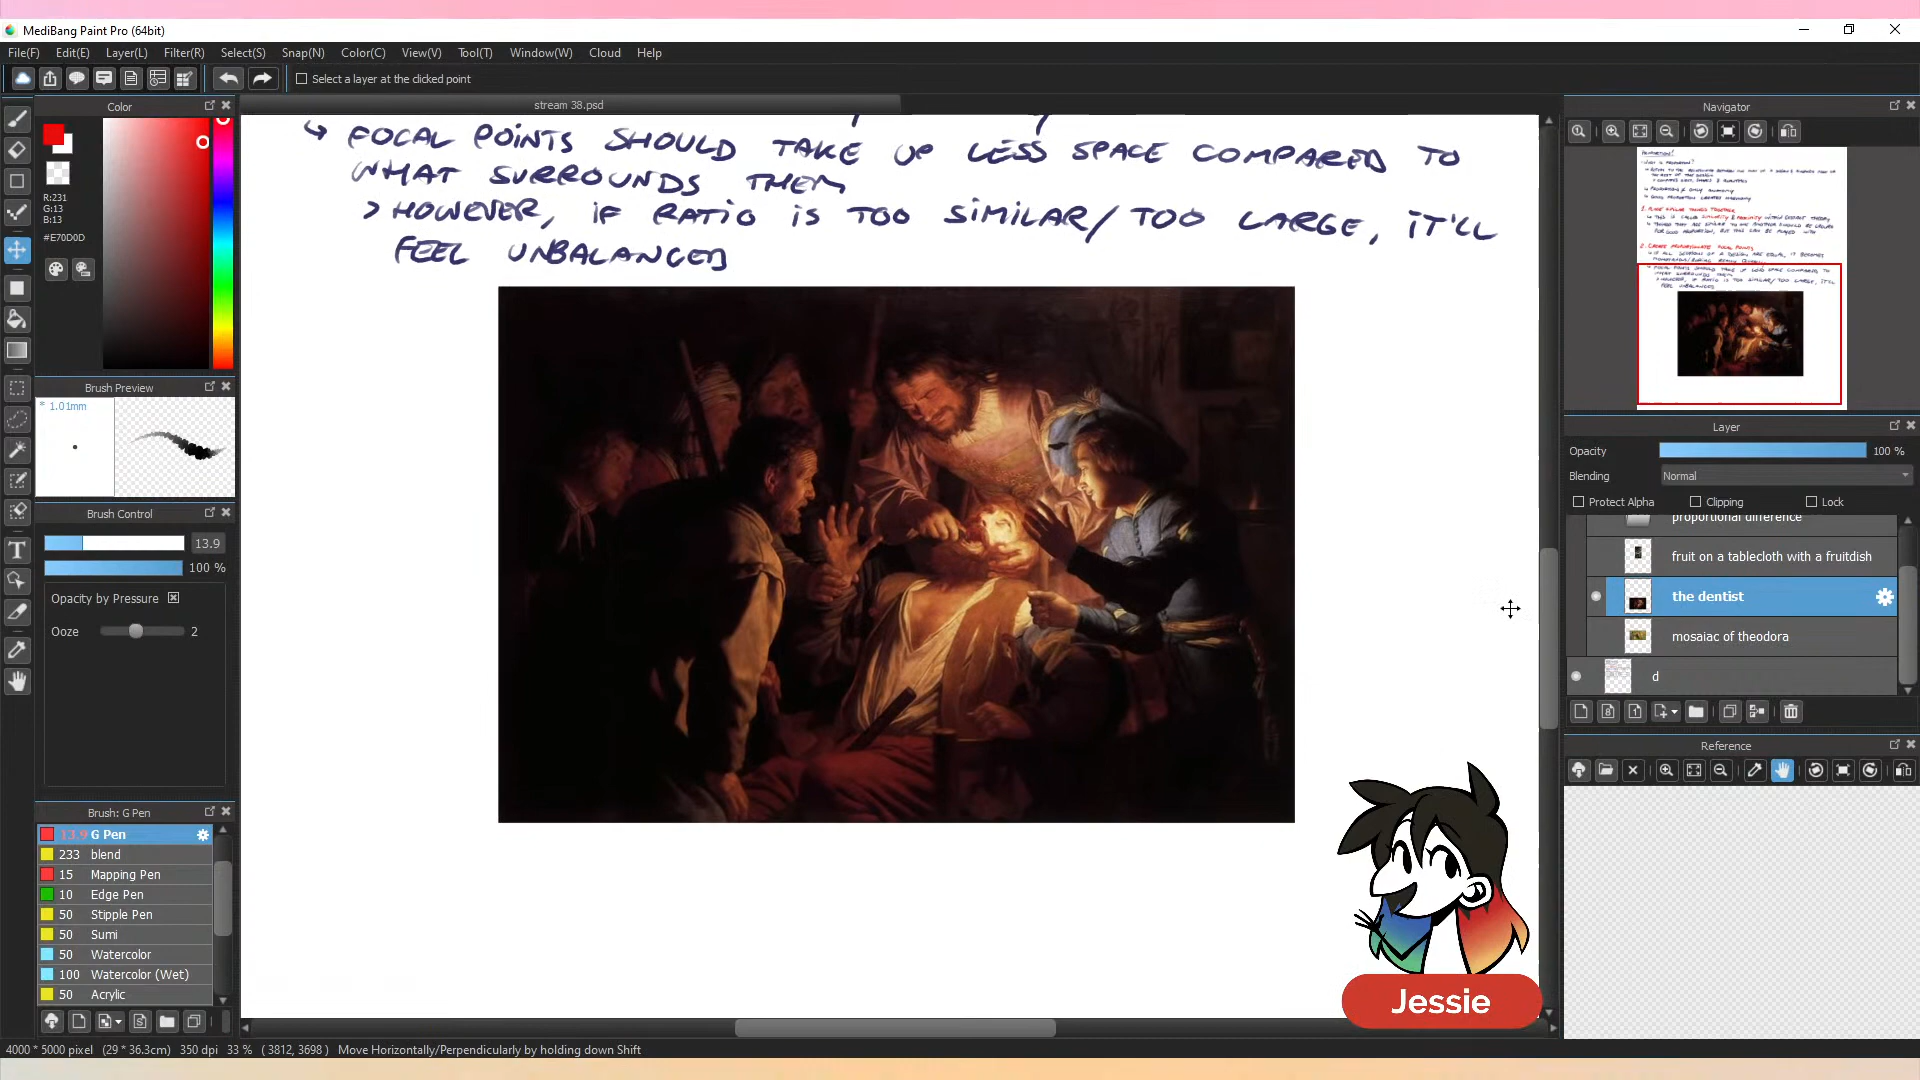 MediBang Paint Pro (64bit)
File(F) Edit(E) Layer(L) Filter(R) Select(S) Snap(N) Color(C) View(V) Tool(T) Window(W) Cloud Help
Select a layer at the clicked point
Color
stream 38.psd
Navigator
R:231
G:13
B:13
#E70D0D
Brush Preview
* 1.01mm
Brush Control
13.9
100 %
Opacity by Pressure
Ooze 2
Brush: G Pen
13.9 G Pen
233 blend
15 Mapping Pen
10 Edge Pen
50 Stipple Pen
50 Sumi
50 Watercolor
100 Watercolor (Wet)
50 Acrylic
FOCAL POINTS SHOULD TAKE UP LESS SPACE COMPARED TO
WHAT SURROUNDS THEM
> HOWEVER, IF RATIO IS TOO SIMILAR/TOO LARGE, IT'LL
FEEL UNBALANCED
Layer
Opacity 100 %
Blending Normal
Protect Alpha Clipping Lock
proportional difference
fruit on a tablecloth with a fruitdish
the dentist
mosaiac of theodora
d
Reference
Jessie
4000 * 5000 pixel (29 * 36.3cm) 350 dpi 33 % ( 3812, 3698 ) Move Horizontally/Perpendicularly by holding down Shift